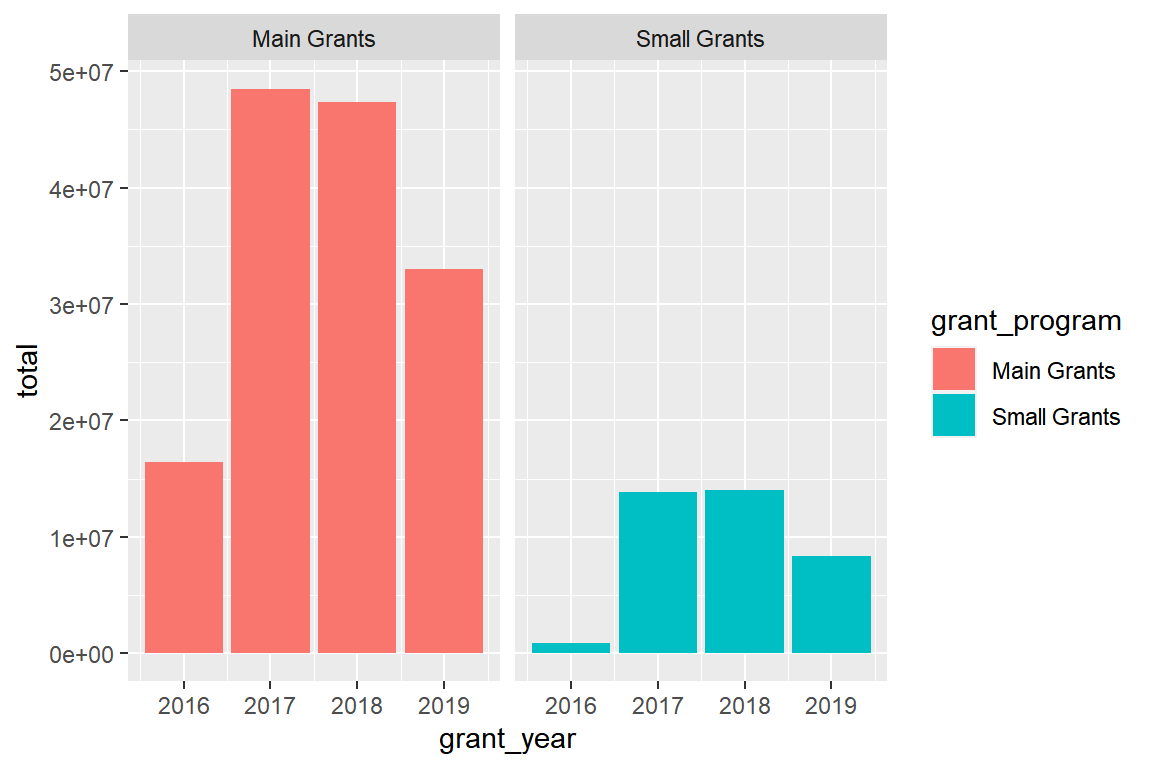 Main Grants
Small Grants
5e+07
4e+07
3e+07
2e+07
1e+07
0e+00
total
2016 2017 2018 2019
2016 2017 2018 2019
grant_year
grant_program
Main Grants
Small Grants